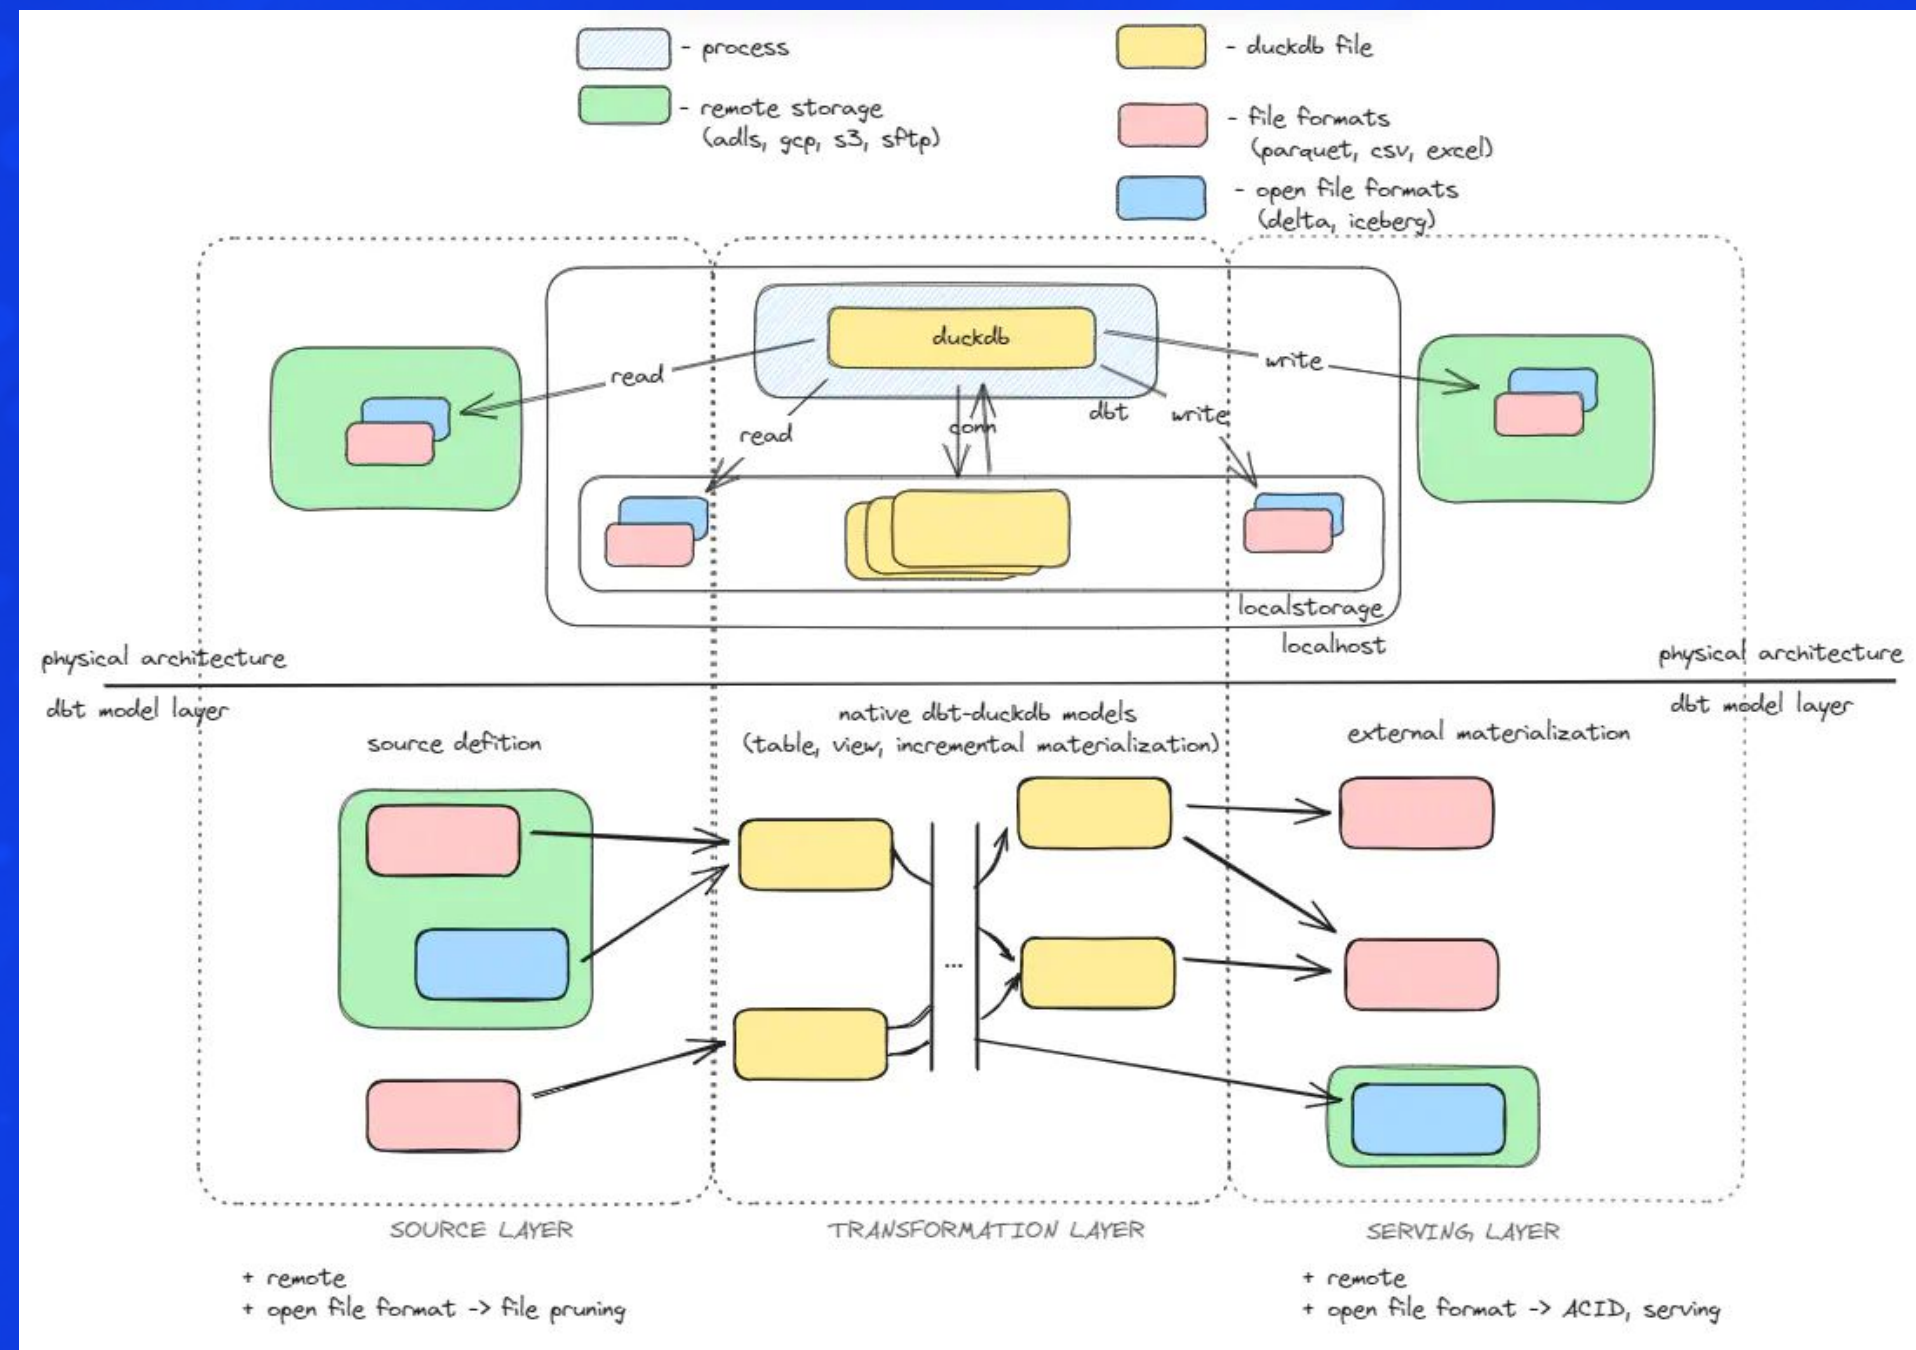 - process
- remote storage
(adls, gcp, s3, sftp)
- duckdb file
- file formats
(parquet, csv, excel)
- open file formats
(delta, iceberg)
duckdb
read
write
read
conn
dbt
write
localstorage
localhost
physical architecture
physical architecture
dbt model layer
dbt model layer
source defition
native dbt-duckdb models
(table, view, incremental materialization)
external materialization
...
SOURCE LAYER
TRANSFORMATION LAYER
SERVING LAYER
+ remote
+ open file format -> file pruning
+ remote
+ open file format -> ACID, serving